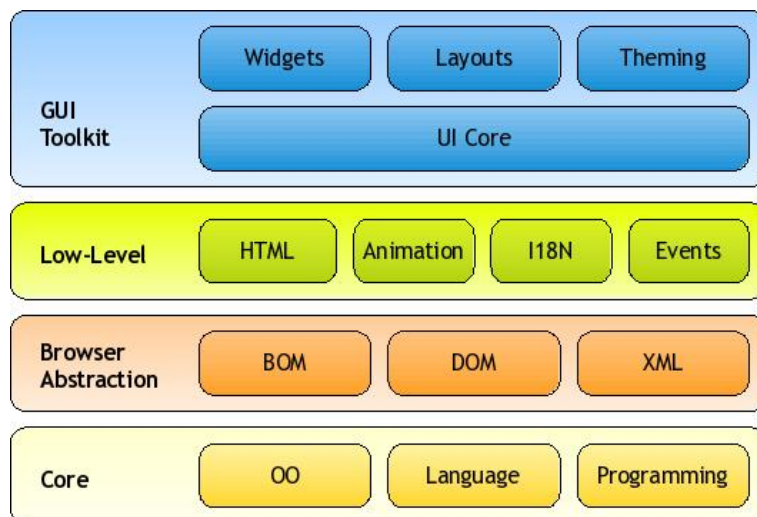 Widgets
Layouts
Theming
GUI
Toolkit
UI Core
Low-Level
HTML
Animation
I18N
Events
Browser
Abstraction
BOM
DOM
XML
Core
OO
Language
Programming